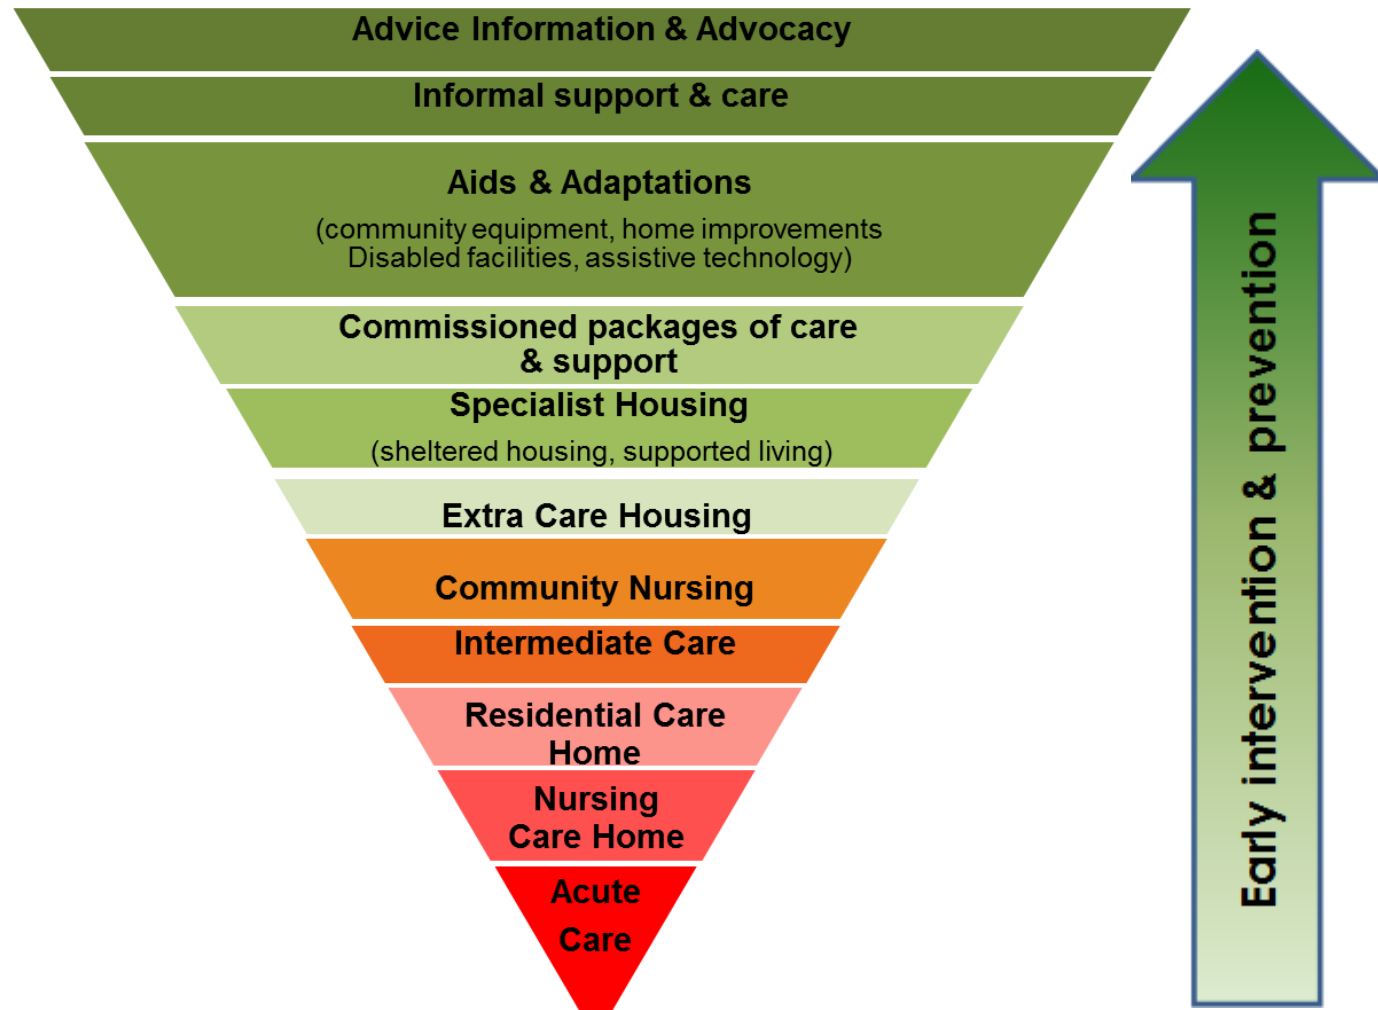 Advice Information & Advocacy
Informal support & care
Aids & Adaptations
(community equipment, home improvements
Disabled facilities, assistive technology)
Commissioned packages of care
& support
Specialist Housing
(sheltered housing, supported living)
Extra Care Housing
Community Nursing
Intermediate Care
Residential Care
Home
Nursing
Care Home
Acute
Care
Early intervention & prevention